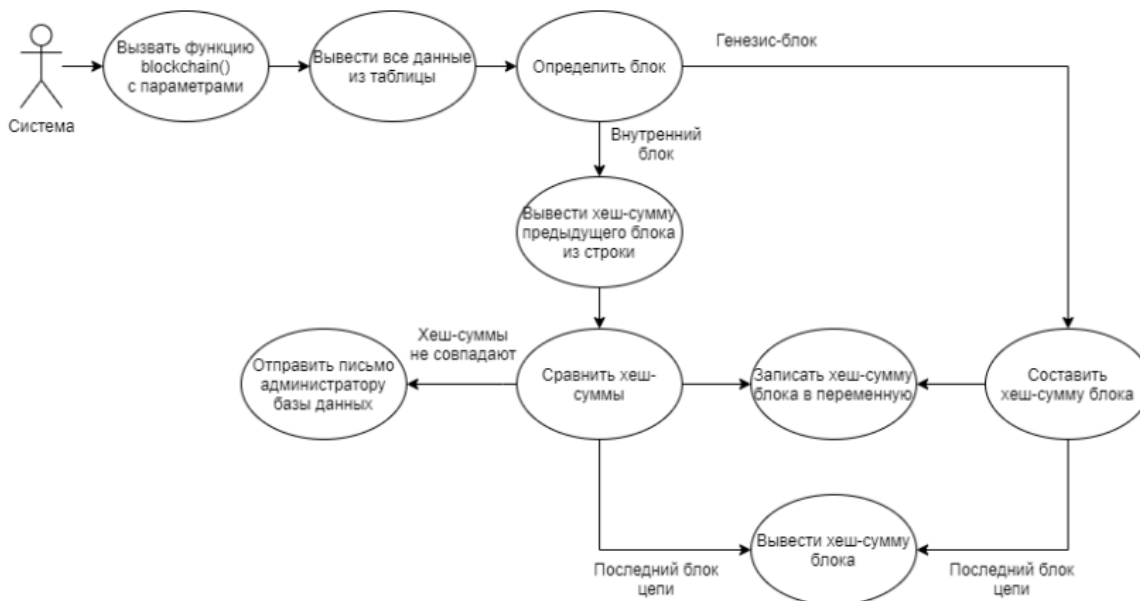 Система
Вызвать функцию
blockchain()
с параметрами
Вывести все данные
из таблицы
Определить блок
Генезис-блок
Внутренний
блок
Вывести хеш-сумму
предыдущего блока
из строки
Хеш-суммы
не совпадают
Отправить письмо
администратору
базы данных
Сравнить хеш-
суммы
Записать хеш-сумму
блока в переменную
Составить
хеш-сумму блока
Последний блок
цепи
Вывести хеш-сумму
блока
Последний блок
цепи